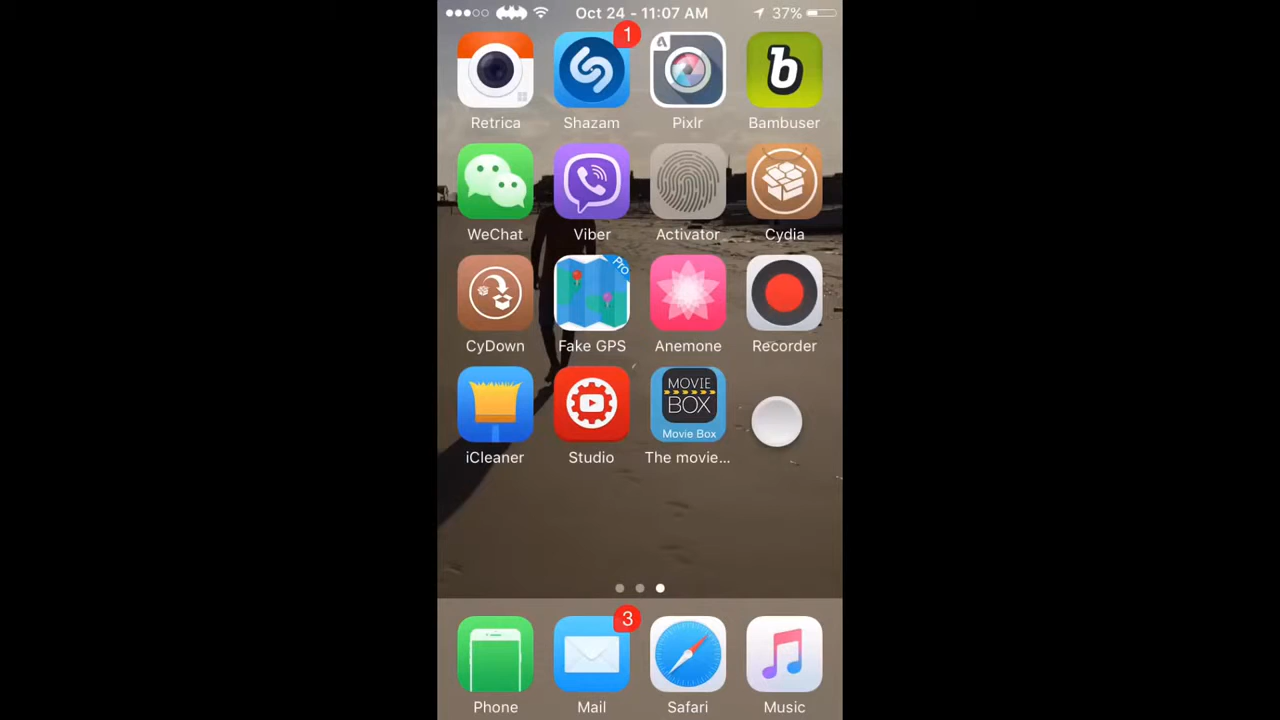 Oct 24 - 11:07 AM 37%
1
Retrica Shazam Pixlr Bambuser
WeChat Viber Activator Cydia
Pro
CyDown Fake GPS Anemone Recorder
MOVIE
BOX
Movie Box
iCleaner Studio The movie...
3
Phone Mail Safari Music